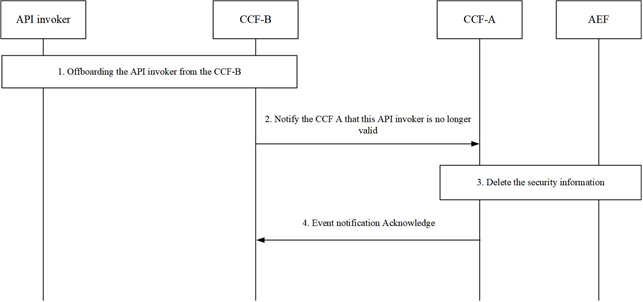 API invoker
CCF-B
CCF-A
AEF
1. Offboarding the API invoker from the CCF-B
2. Notify the CCF A that this API invoker is no longer
valid
3. Delete the security information
4. Event notification Acknowledge